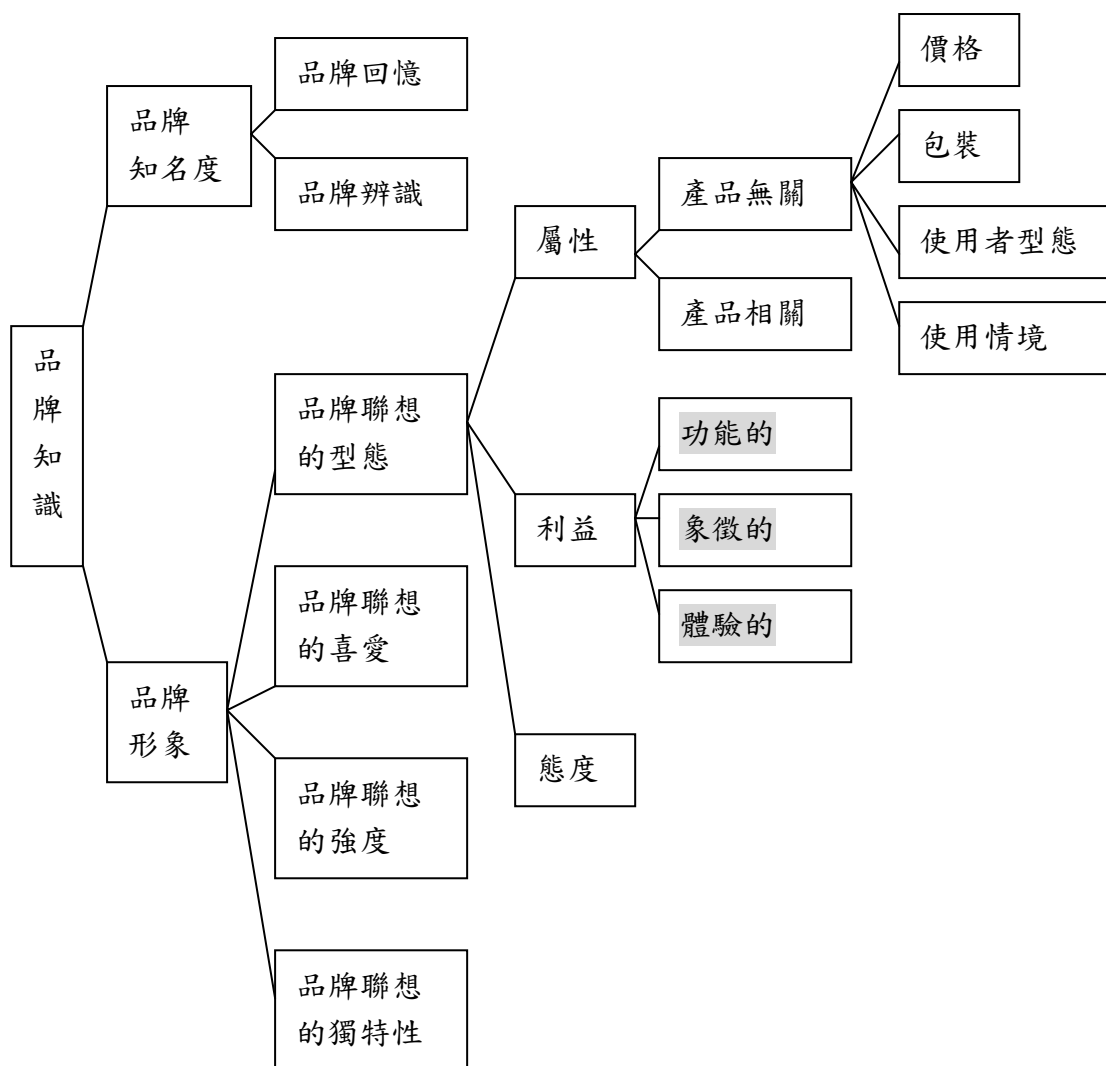 品
牌
知
識
品牌
知名度
品牌回憶
品牌辨識
品牌
形象
品牌聯想
的型態
品牌聯想
的喜愛
品牌聯想
的強度
品牌聯想
的獨特性
屬性
利益
態度
產品無關
產品相關
功能的
象徵的
體驗的
價格
包裝
使用者型態
使用情境